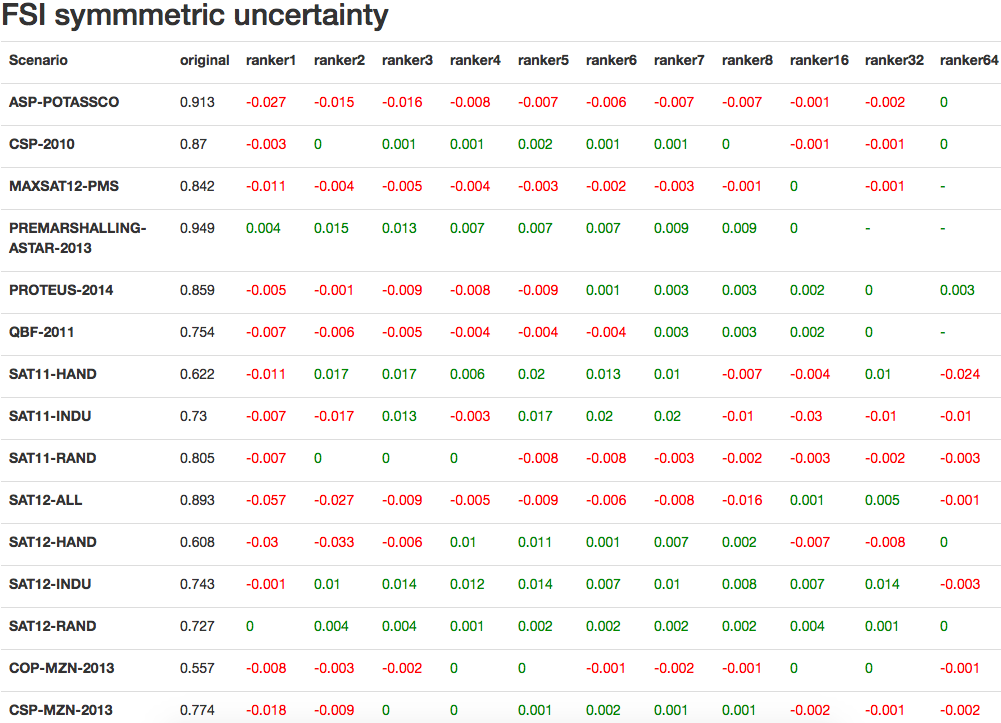 FSI symmmetric uncertainty
Scenario original ranker1 ranker2 ranker3 ranker4 ranker5 ranker6 ranker7 ranker8 ranker16 ranker32 ranker64
ASP-POTASSCO 0.913 -0.027 -0.015 -0.016 -0.008 -0.007 -0.006 -0.007 -0.007 -0.001 -0.002 0
CSP-2010 0.87 -0.003 0 0.001 0.001 0.002 0.001 0.001 0 -0.001 -0.001 0
MAXSAT12-PMS 0.842 -0.011 -0.004 -0.005 -0.004 -0.003 -0.002 -0.003 -0.001 0 -0.001 -
PREMARSHALLING- 0.949 0.004 0.015 0.013 0.007 0.007 0.007 0.009 0.009 0 - -
ASTAR-2013
PROTEUS-2014 0.859 -0.005 -0.001 -0.009 -0.008 -0.009 0.001 0.003 0.003 0.002 0 0.003
QBF-2011 0.754 -0.007 -0.006 -0.005 -0.004 -0.004 -0.004 0.003 0.003 0.002 0 -
SAT11-HAND 0.622 -0.011 0.017 0.017 0.006 0.02 0.013 0.01 -0.007 -0.004 0.01 -0.024
SAT11-INDU 0.73 -0.007 -0.017 0.013 -0.003 0.017 0.02 0.02 -0.01 -0.03 -0.01 -0.01
SAT11-RAND 0.805 -0.007 0 0 0 -0.008 -0.008 -0.003 -0.002 -0.003 -0.002 -0.003
SAT12-ALL 0.893 -0.057 -0.027 -0.009 -0.005 -0.009 -0.006 -0.008 -0.016 0.001 0.005 -0.001
SAT12-HAND 0.608 -0.03 -0.033 -0.006 0.01 0.011 0.001 0.007 0.002 -0.007 -0.008 0
SAT12-INDU 0.743 -0.001 0.01 0.014 0.012 0.014 0.007 0.01 0.008 0.007 0.014 -0.003
SAT12-RAND 0.727 0 0.004 0.004 0.001 0.002 0.002 0.002 0.002 0.004 0.001 0
COP-MZN-2013 0.557 -0.008 -0.003 -0.002 0 0 -0.001 -0.002 -0.001 0 0 -0.001
CSP-MZN-2013 0.774 -0.018 -0.009 0 0 0.001 0.002 0.001 0.001 -0.002 -0.001 -0.002